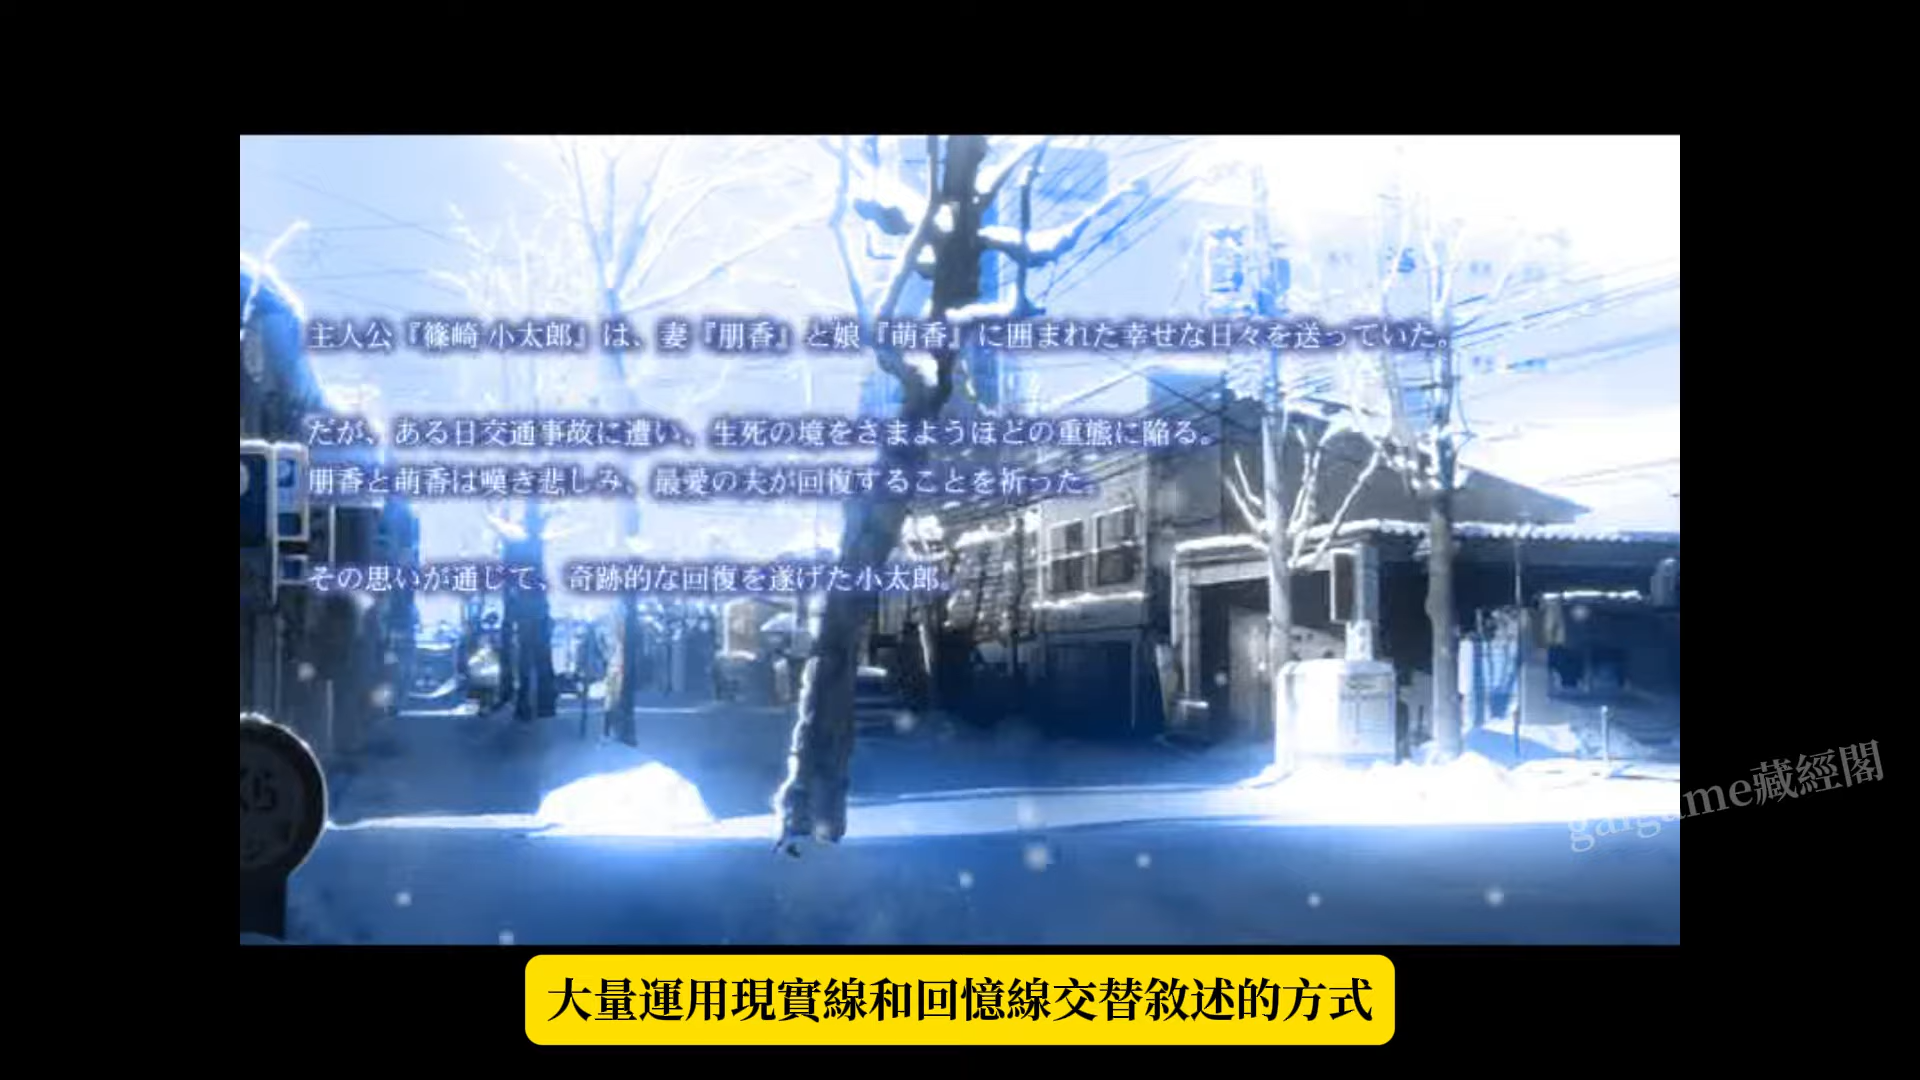 主人公『篠崎 小太郎』は、妻『朋香』と娘『萌香』に囲まれた幸せな日々を送っていた。
だが、ある日交通事故に遭い、生死の境をさまようほどの重態に陥る。
朋香と萌香は嘆き悲しみ、最愛の夫が回復することを祈った。
その思いが通じて、奇跡的な回復を遂げた小太郎。
galgame藏經閣
大量運用現實線和回憶線交替敘述的方式